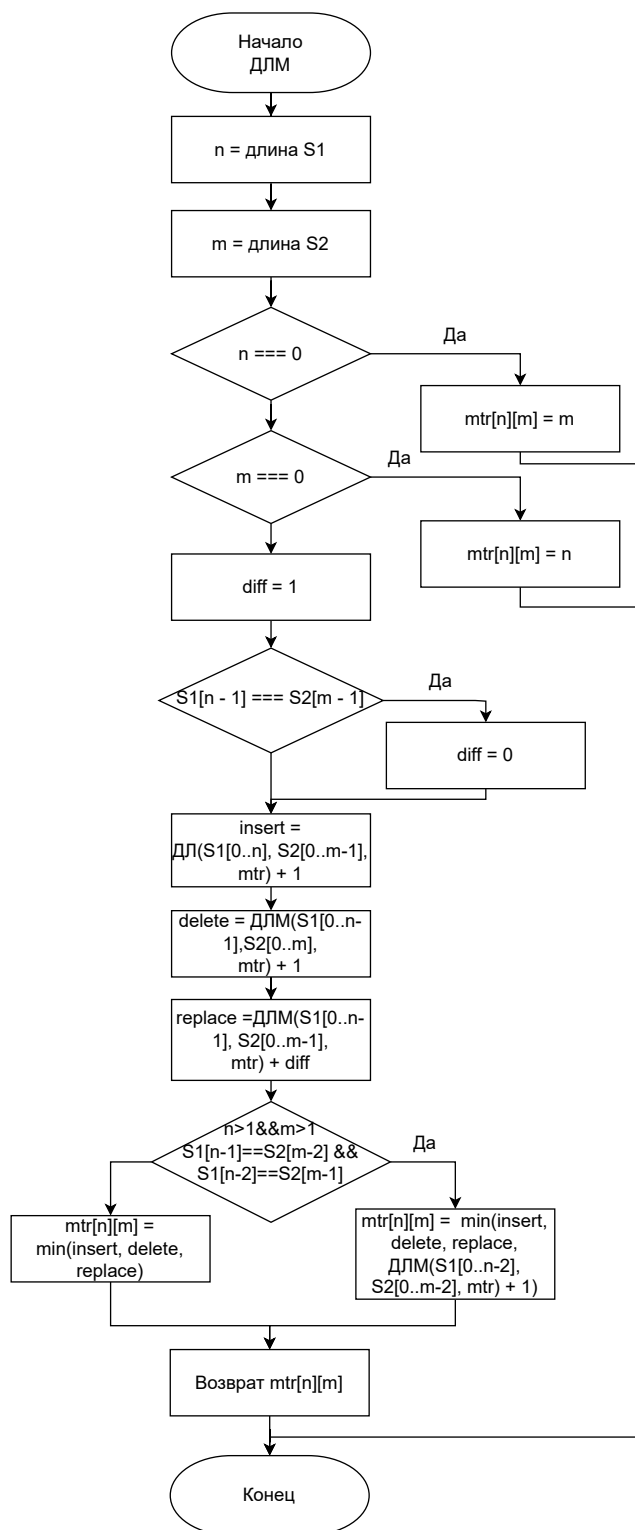 Начало
ДЛМ
n = длина S1
m = длина S2
n === 0
Да
mtr[n][m] = m
m === 0
Да
mtr[n][m] = n
diff = 1
S1[n - 1] === S2[m - 1]
Да
diff = 0
insert =
ДЛ(S1[0..n], S2[0..m-1],
mtr) + 1
delete = ДЛМ(S1[0..n-
1],S2[0..m],
mtr) + 1
replace =ДЛМ(S1[0..n-
1], S2[0..m-1],
mtr) + diff
n>1&&m>1
S1[n-1]==S2[m-2] &&
S1[n-2]==S2[m-1]
Да
mtr[n][m] =
min(insert, delete,
replace)
mtr[n][m] = min(insert,
delete, replace,
ДЛМ(S1[0..n-2],
S2[0..m-2], mtr) + 1)
Возврат mtr[n][m]
Конец